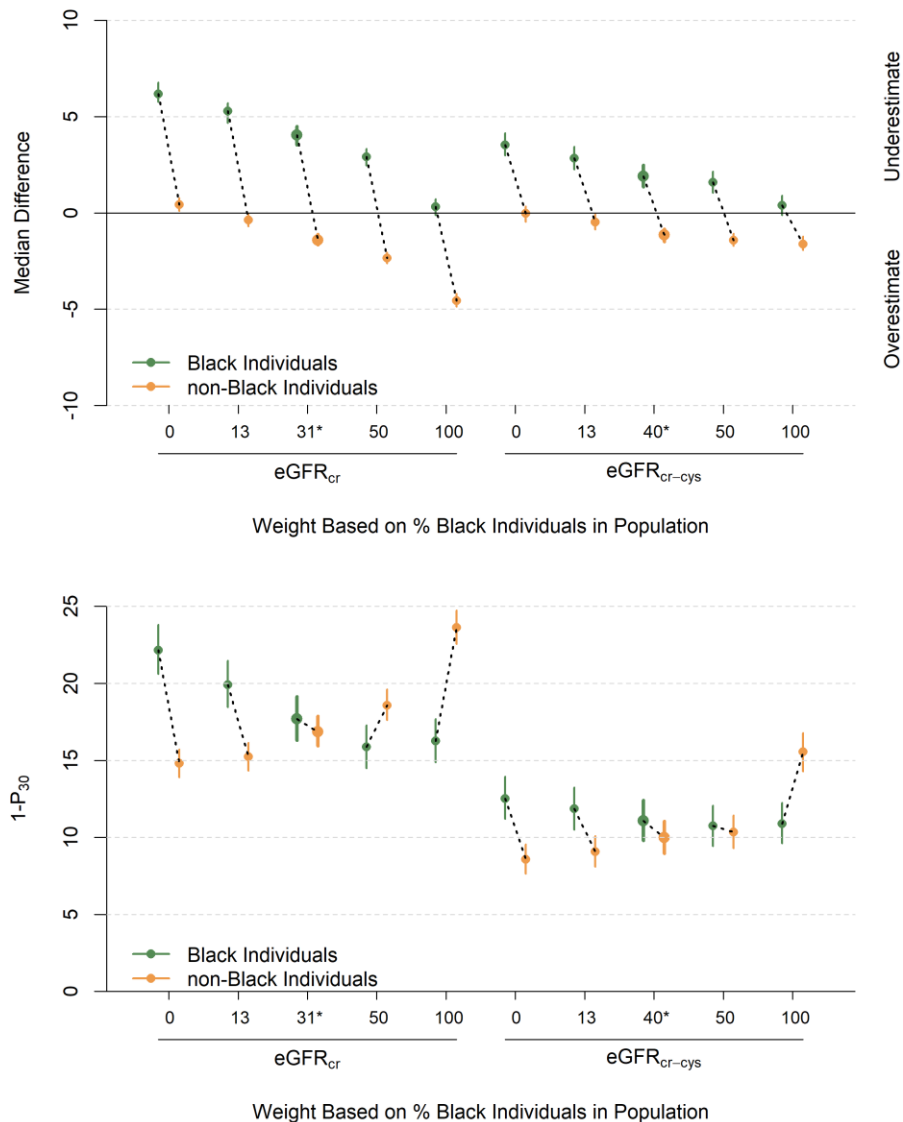 10
5
0
-5
-10
Median Difference
Underestimate
Overestimate
Black Individuals
non-Black Individuals
0 13 31* 50 100 0 13 40* 50 100
eGFRcr eGFRcr−cys
Weight Based on % Black Individuals in Population
25
20
15
10
5
0
1-P30
Black Individuals
non-Black Individuals
0 13 31* 50 100 0 13 40* 50 100
eGFRcr eGFRcr−cys
Weight Based on % Black Individuals in Population